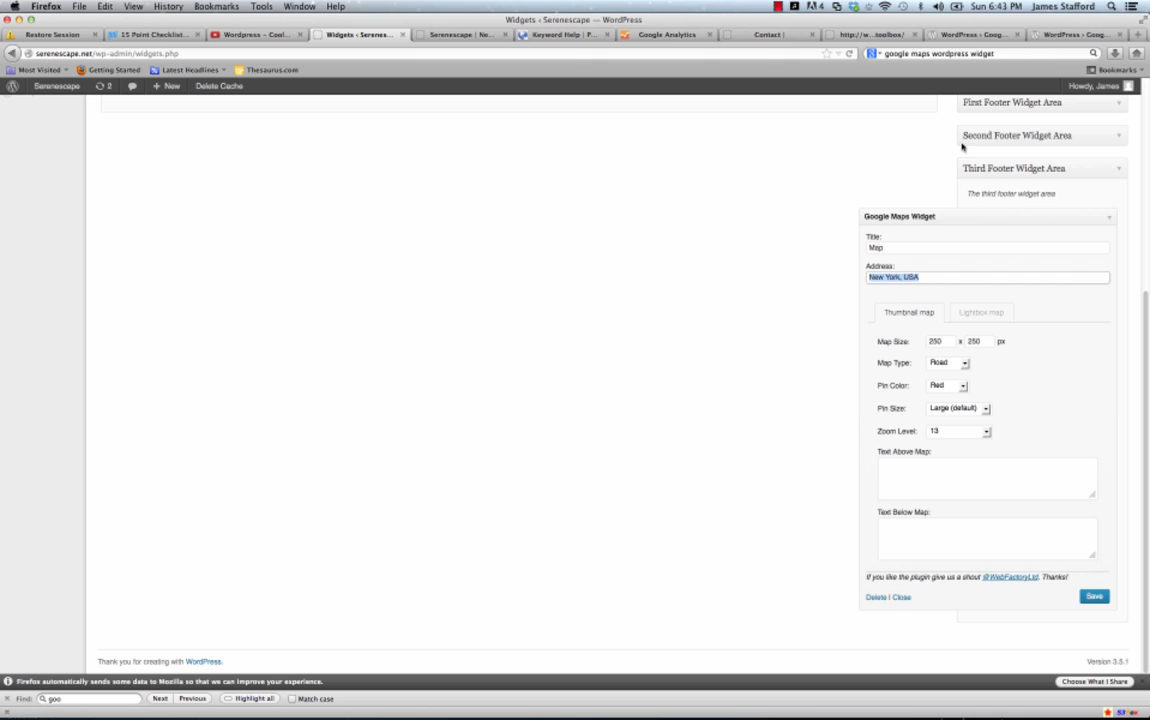 Firefox File Edit View History Bookmarks Tools Window Help 4 Sun 6:43 PM James Stafford
Widgets ‹ Serenescape — WordPress
Restore Session 15 Point Checklist... Wordpress – Cool... Widgets ‹ Serenes... Serenescape | Ne... Keyword Help | P... Google Analytics Contact | http://w...toolbox/ WordPress › Goog... WordPress › Goog...
serenescape.net/wp-admin/widgets.php google maps wordpress widget
Most Visited Getting Started Latest Headlines Thesaurus.com Bookmarks
Serenescape 2 + New Delete Cache Howdy, James
First Footer Widget Area
Second Footer Widget Area
Third Footer Widget Area
The third footer widget area
Google Maps Widget
Title:
Map
Address:
New York, USA
Thumbnail map Lightbox map
Map Size: 250 x 250 px
Map Type: Road
Pin Color: Red
Pin Size: Large (default)
Zoom Level: 13
Text Above Map:
Text Below Map:
If you like the plugin give us a shout @WebFactoryLtd. Thanks!
Delete | Close Save
Thank you for creating with WordPress. Version 3.5.1
Firefox automatically sends some data to Mozilla so that we can improve your experience. Choose What I Share
Find: goo Next Previous Highlight all Match case